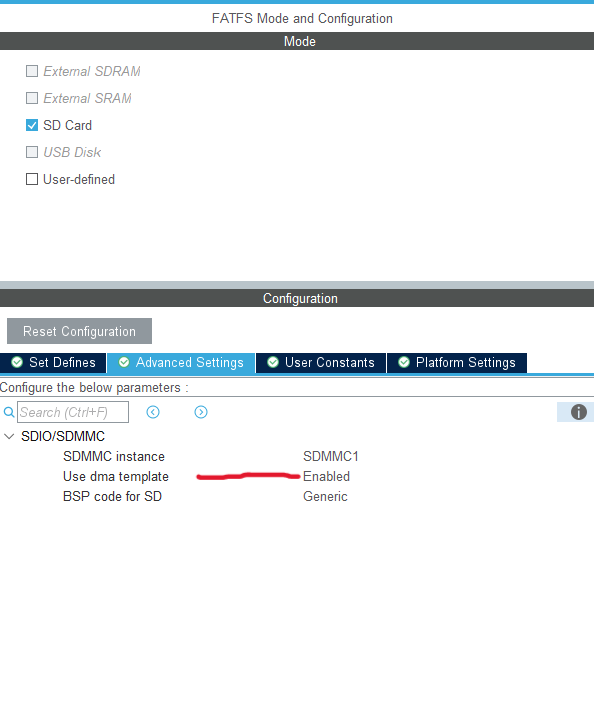 FATFS Mode and Configuration
Mode
External SDRAM
External SRAM
SD Card
USB Disk
User-defined
Configuration
Reset Configuration
Set Defines Advanced Settings User Constants Platform Settings
Configure the below parameters :
Search (Ctrl+F)
SDIO/SDMMC
SDMMC instance SDMMC1
Use dma template Enabled
BSP code for SD Generic